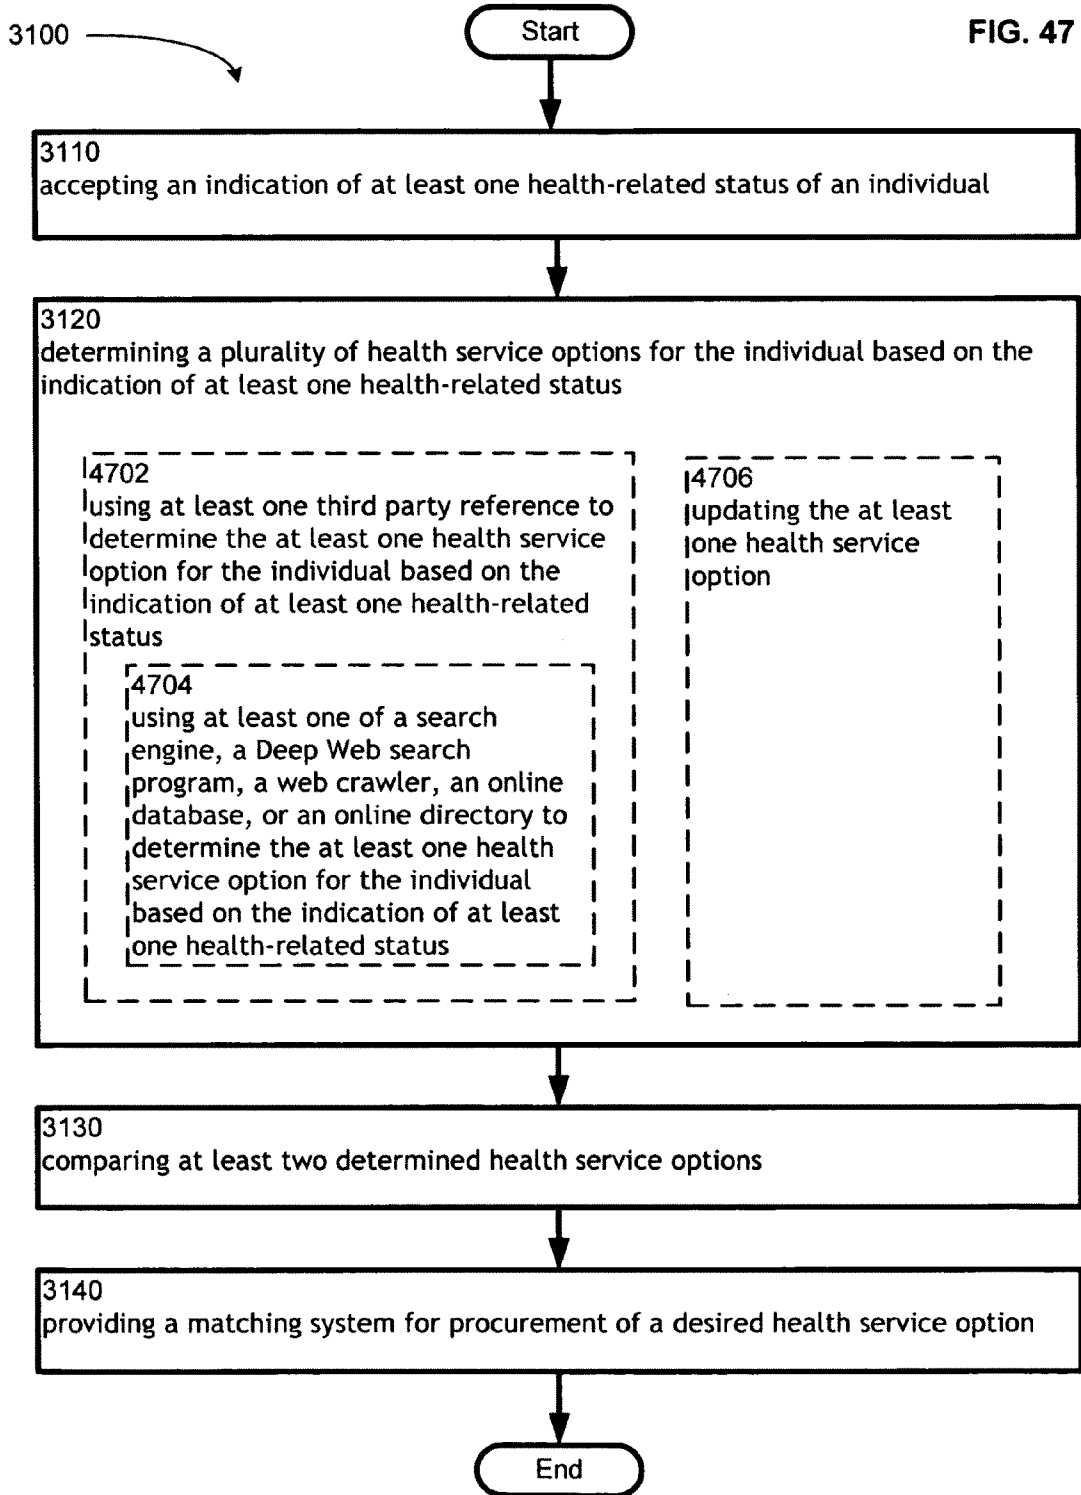 3100
Start
FIG. 47
3110
accepting an indication of at least one health-related status of an individual
3120
determining a plurality of health service options for the individual based on the
indication of at least one health-related status
4702
using at least one third party reference to
determine the at least one health service
option for the individual based on the
indication of at least one health-related
status
4704
using at least one of a search
engine, a Deep Web search
program, a web crawler, an online
database, or an online directory to
determine the at least one health
service option for the individual
based on the indication of at least
one health-related status
4706
updating the at least
one health service
option
3130
comparing at least two determined health service options
3140
providing a matching system for procurement of a desired health service option
End